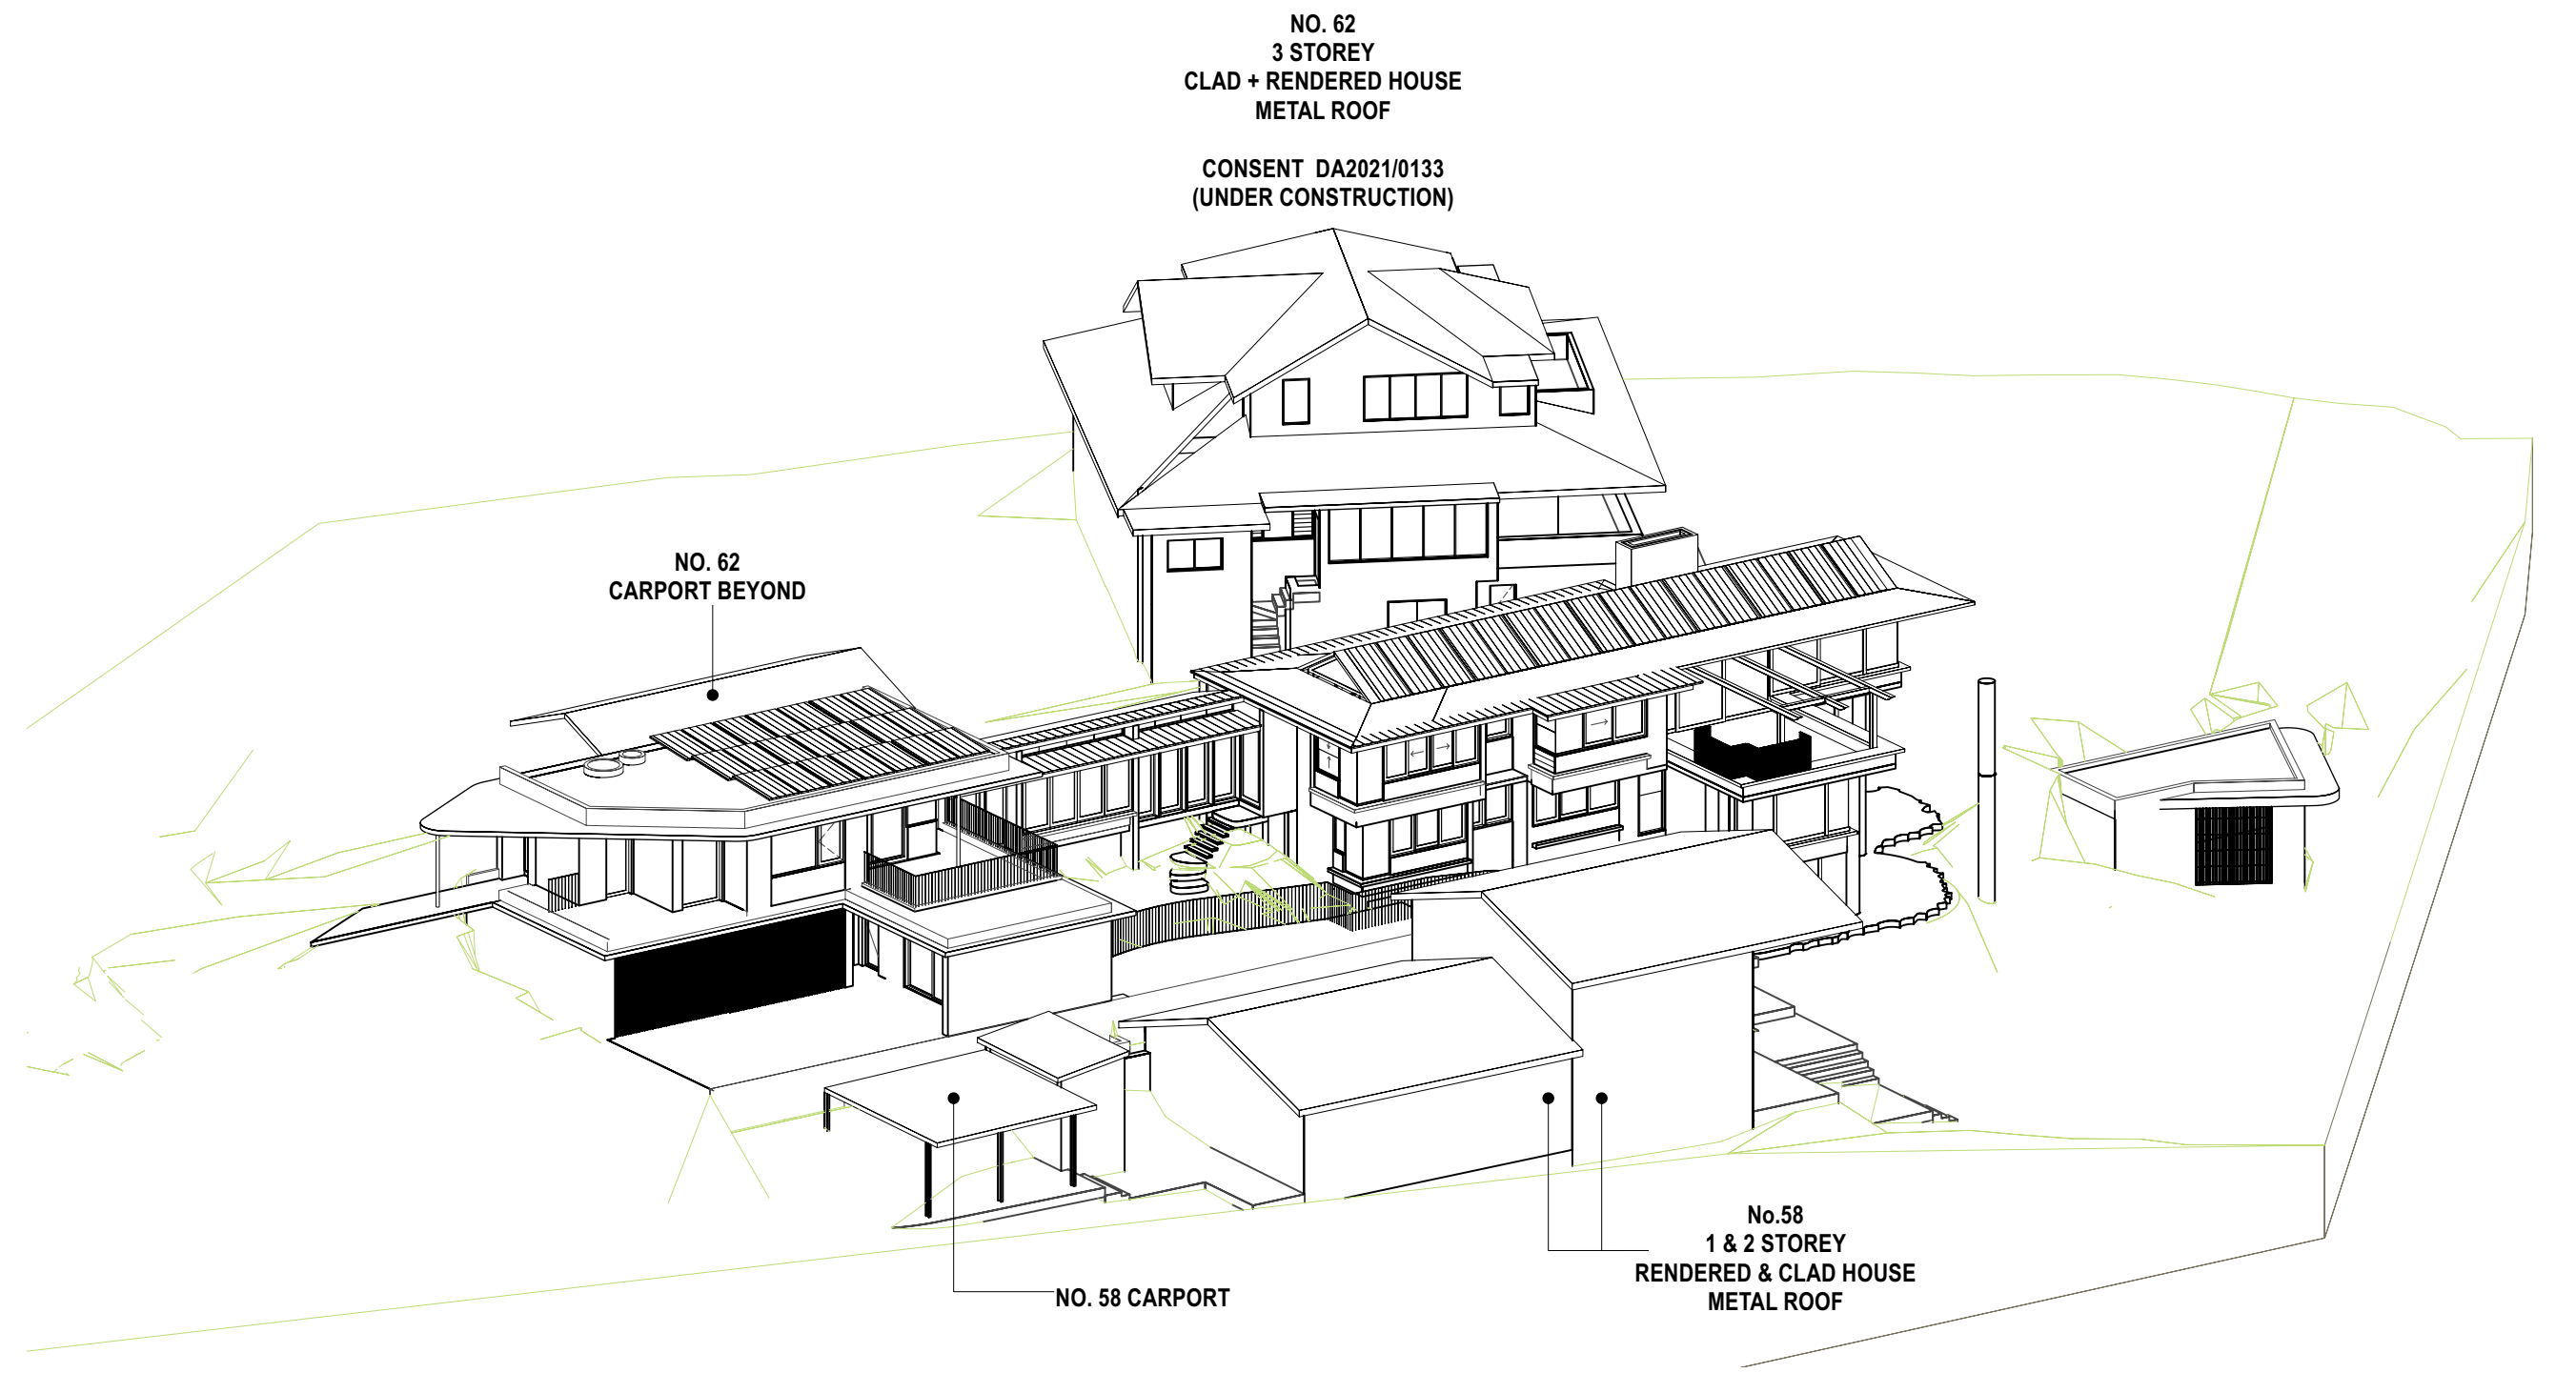 NO. 62
3 STOREY
CLAD + RENDERED HOUSE
METAL ROOF
CONSENT DA2021/0133
(UNDER CONSTRUCTION)
NO. 62
CARPORT BEYOND
No.58
1 & 2 STOREY
RENDERED & CLAD HOUSE
METAL ROOF
NO. 58 CARPORT